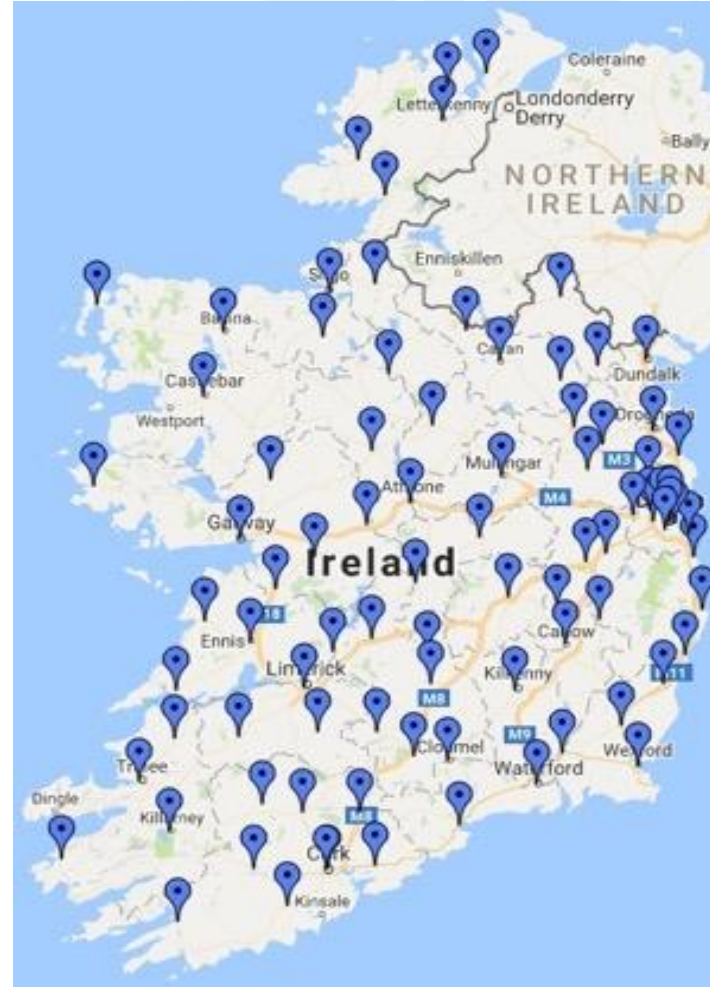 Coleraine
Letterkenny
Londonderry
Derry
Bally
NORTHERN
IRELAND
Enniskillen
Sligo
Ballina
Cavan
Castlebar
Dundalk
Westport
Drogheda
M3
Mullingar
Athlone
M4
Galway
Ireland
M18
Ennis
Carlow
Limerick
Kilkenny
M11
M8
Clonmel
M9
Wexford
Tralee
Waterford
Dingle
Killarney
M8
Cork
Kinsale